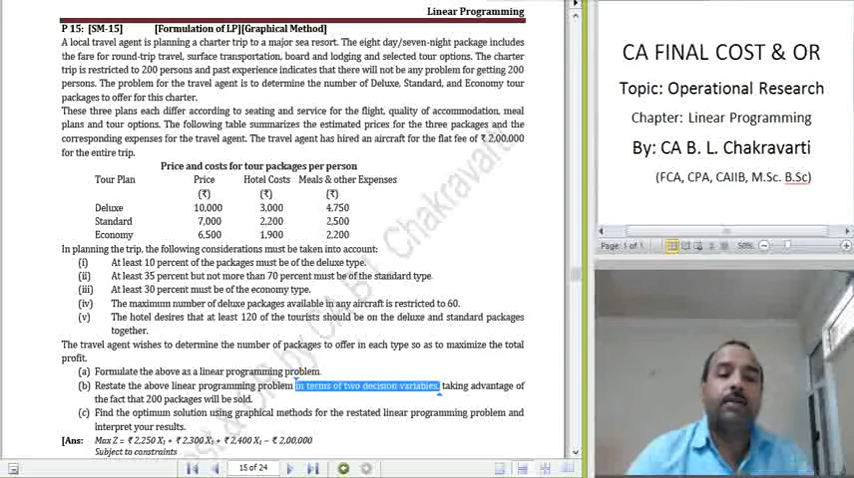 Linear Programming
P 15: [SM-15] [Formulation of LP][Graphical Method]
A local travel agent is planning a charter trip to a major sea resort. The eight day/seven-night package includes
the fare for round-trip travel, surface transportation, board and lodging and selected tour options. The charter
trip is restricted to 200 persons and past experience indicates that there will not be any problem for getting 200
persons. The problem for the travel agent is to determine the number of Deluxe, Standard, and Economy tour
packages to offer for this charter.
These three plans each differ according to seating and service for the flight, quality of accommodation, meal
plans and tour options. The following table summarizes the estimated prices for the three packages and the
corresponding expenses for the travel agent. The travel agent has hired an aircraft for the flat fee of ₹ 2,00,000
for the entire trip.
Price and costs for tour packages per person
Tour Plan Price Hotel Costs Meals & other Expenses
(₹) (₹) (₹)
Deluxe 10,000 3,000 4,750
Standard 7,000 2,200 2,500
Economy 6,500 1,900 2,200
In planning the trip, the following considerations must be taken into account:
(i) At least 10 percent of the packages must be of the deluxe type.
(ii) At least 35 percent but not more than 70 percent must be of the standard type.
(iii) At least 30 percent must be of the economy type.
(iv) The maximum number of deluxe packages available in any aircraft is restricted to 60.
(v) The hotel desires that at least 120 of the tourists should be on the deluxe and standard packages
together.
The travel agent wishes to determine the number of packages to offer in each type so as to maximize the total
profit.
(a) Formulate the above as a linear programming problem.
(b) Restate the above linear programming problem in terms of two decision variables, taking advantage of
the fact that 200 packages will be sold.
(c) Find the optimum solution using graphical methods for the restated linear programming problem and
interpret your results.
[Ans: Max Z = ₹ 2,250 X₁ + ₹ 2,300 X₂ + ₹ 2,400 X₃ − ₹ 2,00,000
Subject to constraints
15 of 24
CA FINAL COST & OR
Topic: Operational Research
Chapter: Linear Programming
By: CA B. L. Chakravarti
(FCA, CPA, CAIIB, M.Sc. B.Sc)
Page: 1 of 1 50%